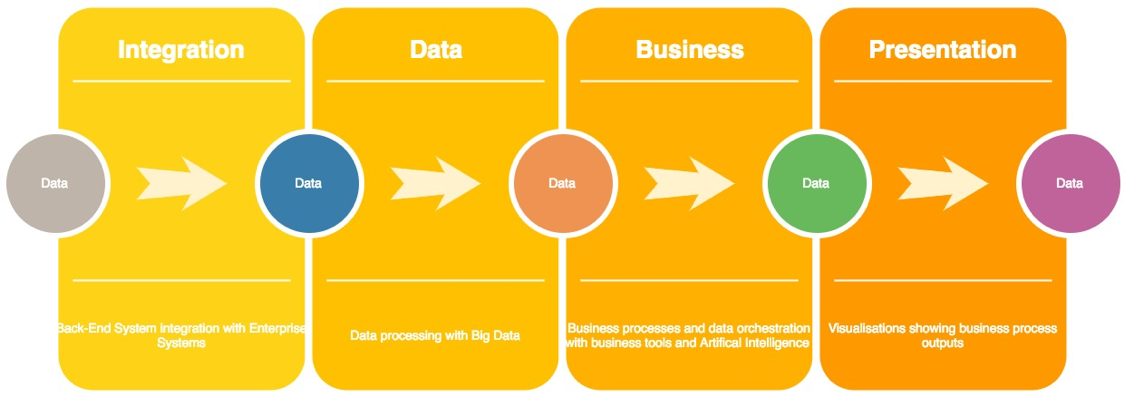 Integration
Data
Business
Presentation
Data
Data
Data
Data
Data
Back-End System integration with Enterprise
Systems
Data processing with Big Data
Business processes and data orchestration
with business tools and Artifical Intelligence
Visualisations showing business process
outputs